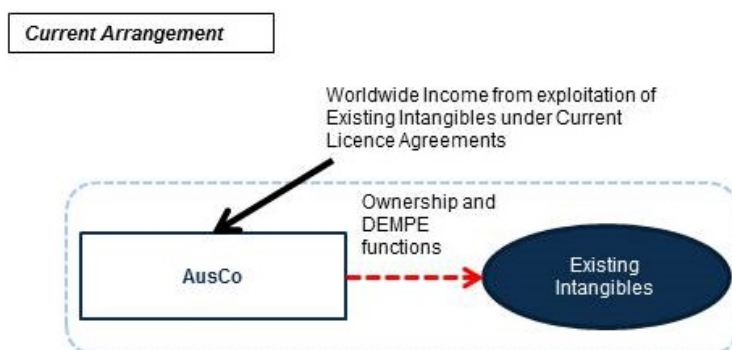 Current Arrangement
Worldwide Income from exploitation of
Existing Intangibles under Current
Licence Agreements
Ownership and
DEMPE
functions
AusCo
Existing
Intangibles